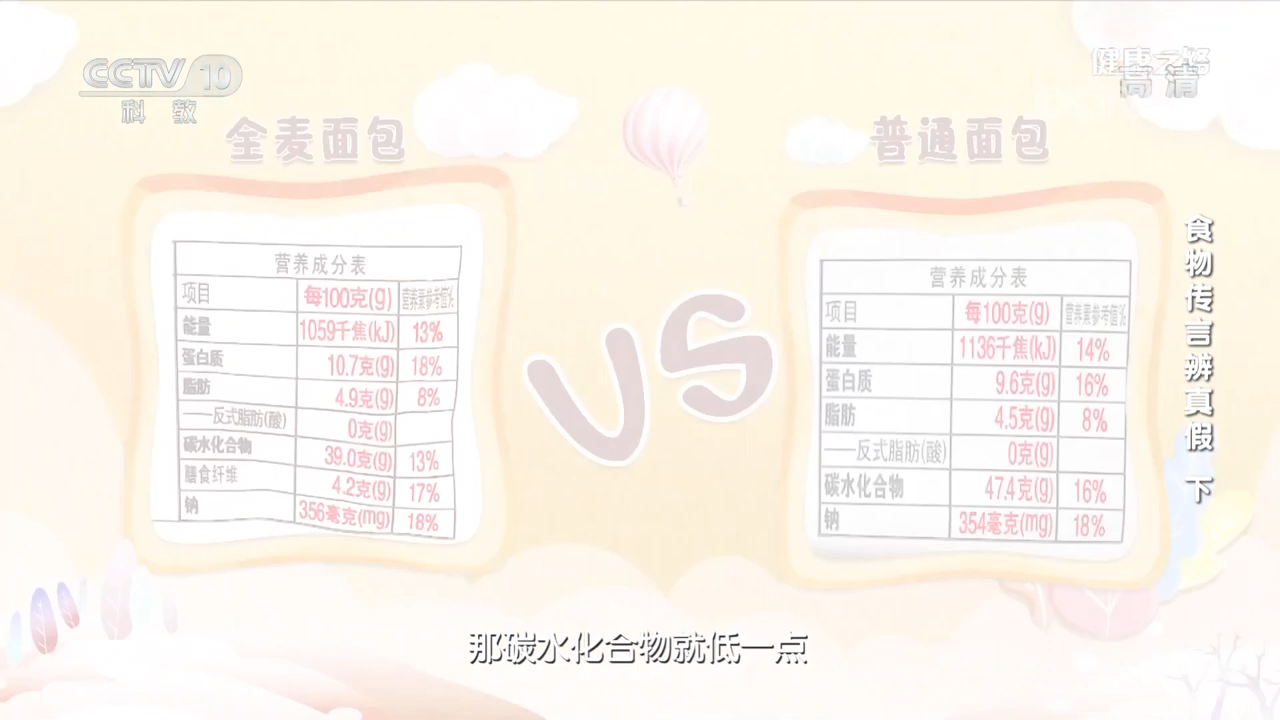 CCTV 10
科教
健康之路
高清
全麦面包
营养成分表
项目 每100克(g) 营养素参考值%
能量 1059千焦(kJ) 13%
蛋白质 10.7克(g) 18%
脂肪 4.9克(g) 8%
——反式脂肪(酸) 0克(g)
碳水化合物 39.0克(g) 13%
膳食纤维 4.2克(g) 17%
钠 356毫克(mg) 18%
VS
普通面包
营养成分表
项目 每100克(g) 营养素参考值%
能量 1136千焦(kJ) 14%
蛋白质 9.6克(g) 16%
脂肪 4.5克(g) 8%
——反式脂肪(酸) 0克(g)
碳水化合物 47.4克(g) 16%
钠 354毫克(mg) 18%
食物传言辨真假 下
那碳水化合物就低一点